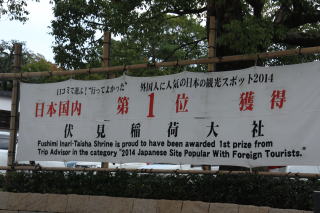 口コミで選ぶ！"行ってよかった" 外国人に人気の日本の観光スポット2014
日本国内 第1位 獲得
伏見稲荷大社
Fushimi Inari-Taisha Shrine is proud to have been awarded 1st prize from
Trip Advisor in the category "2014 Japanese Site Popular With Foreign Tourists."